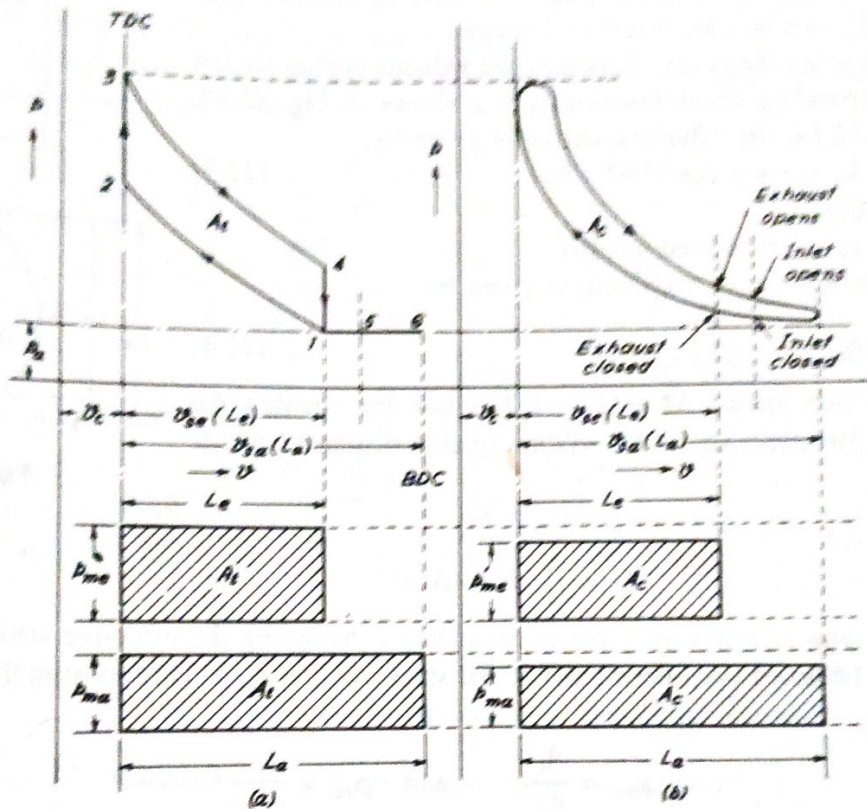 TDC
3
p
2
A_t
4
1
5
6
p_a
v_c
v_se (L_e)
v_sa (L_a)
v
BDC
L_e
p_me
A_t
p_ma
A_t
L_a
(a)
p
A_c
Exhaust opens
Inlet opens
Exhaust closed
Inlet closed
v_c
v_se (L_e)
v_sa (L_a)
v
L_e
p_me
A_c
p_ma
A_c
L_a
(b)